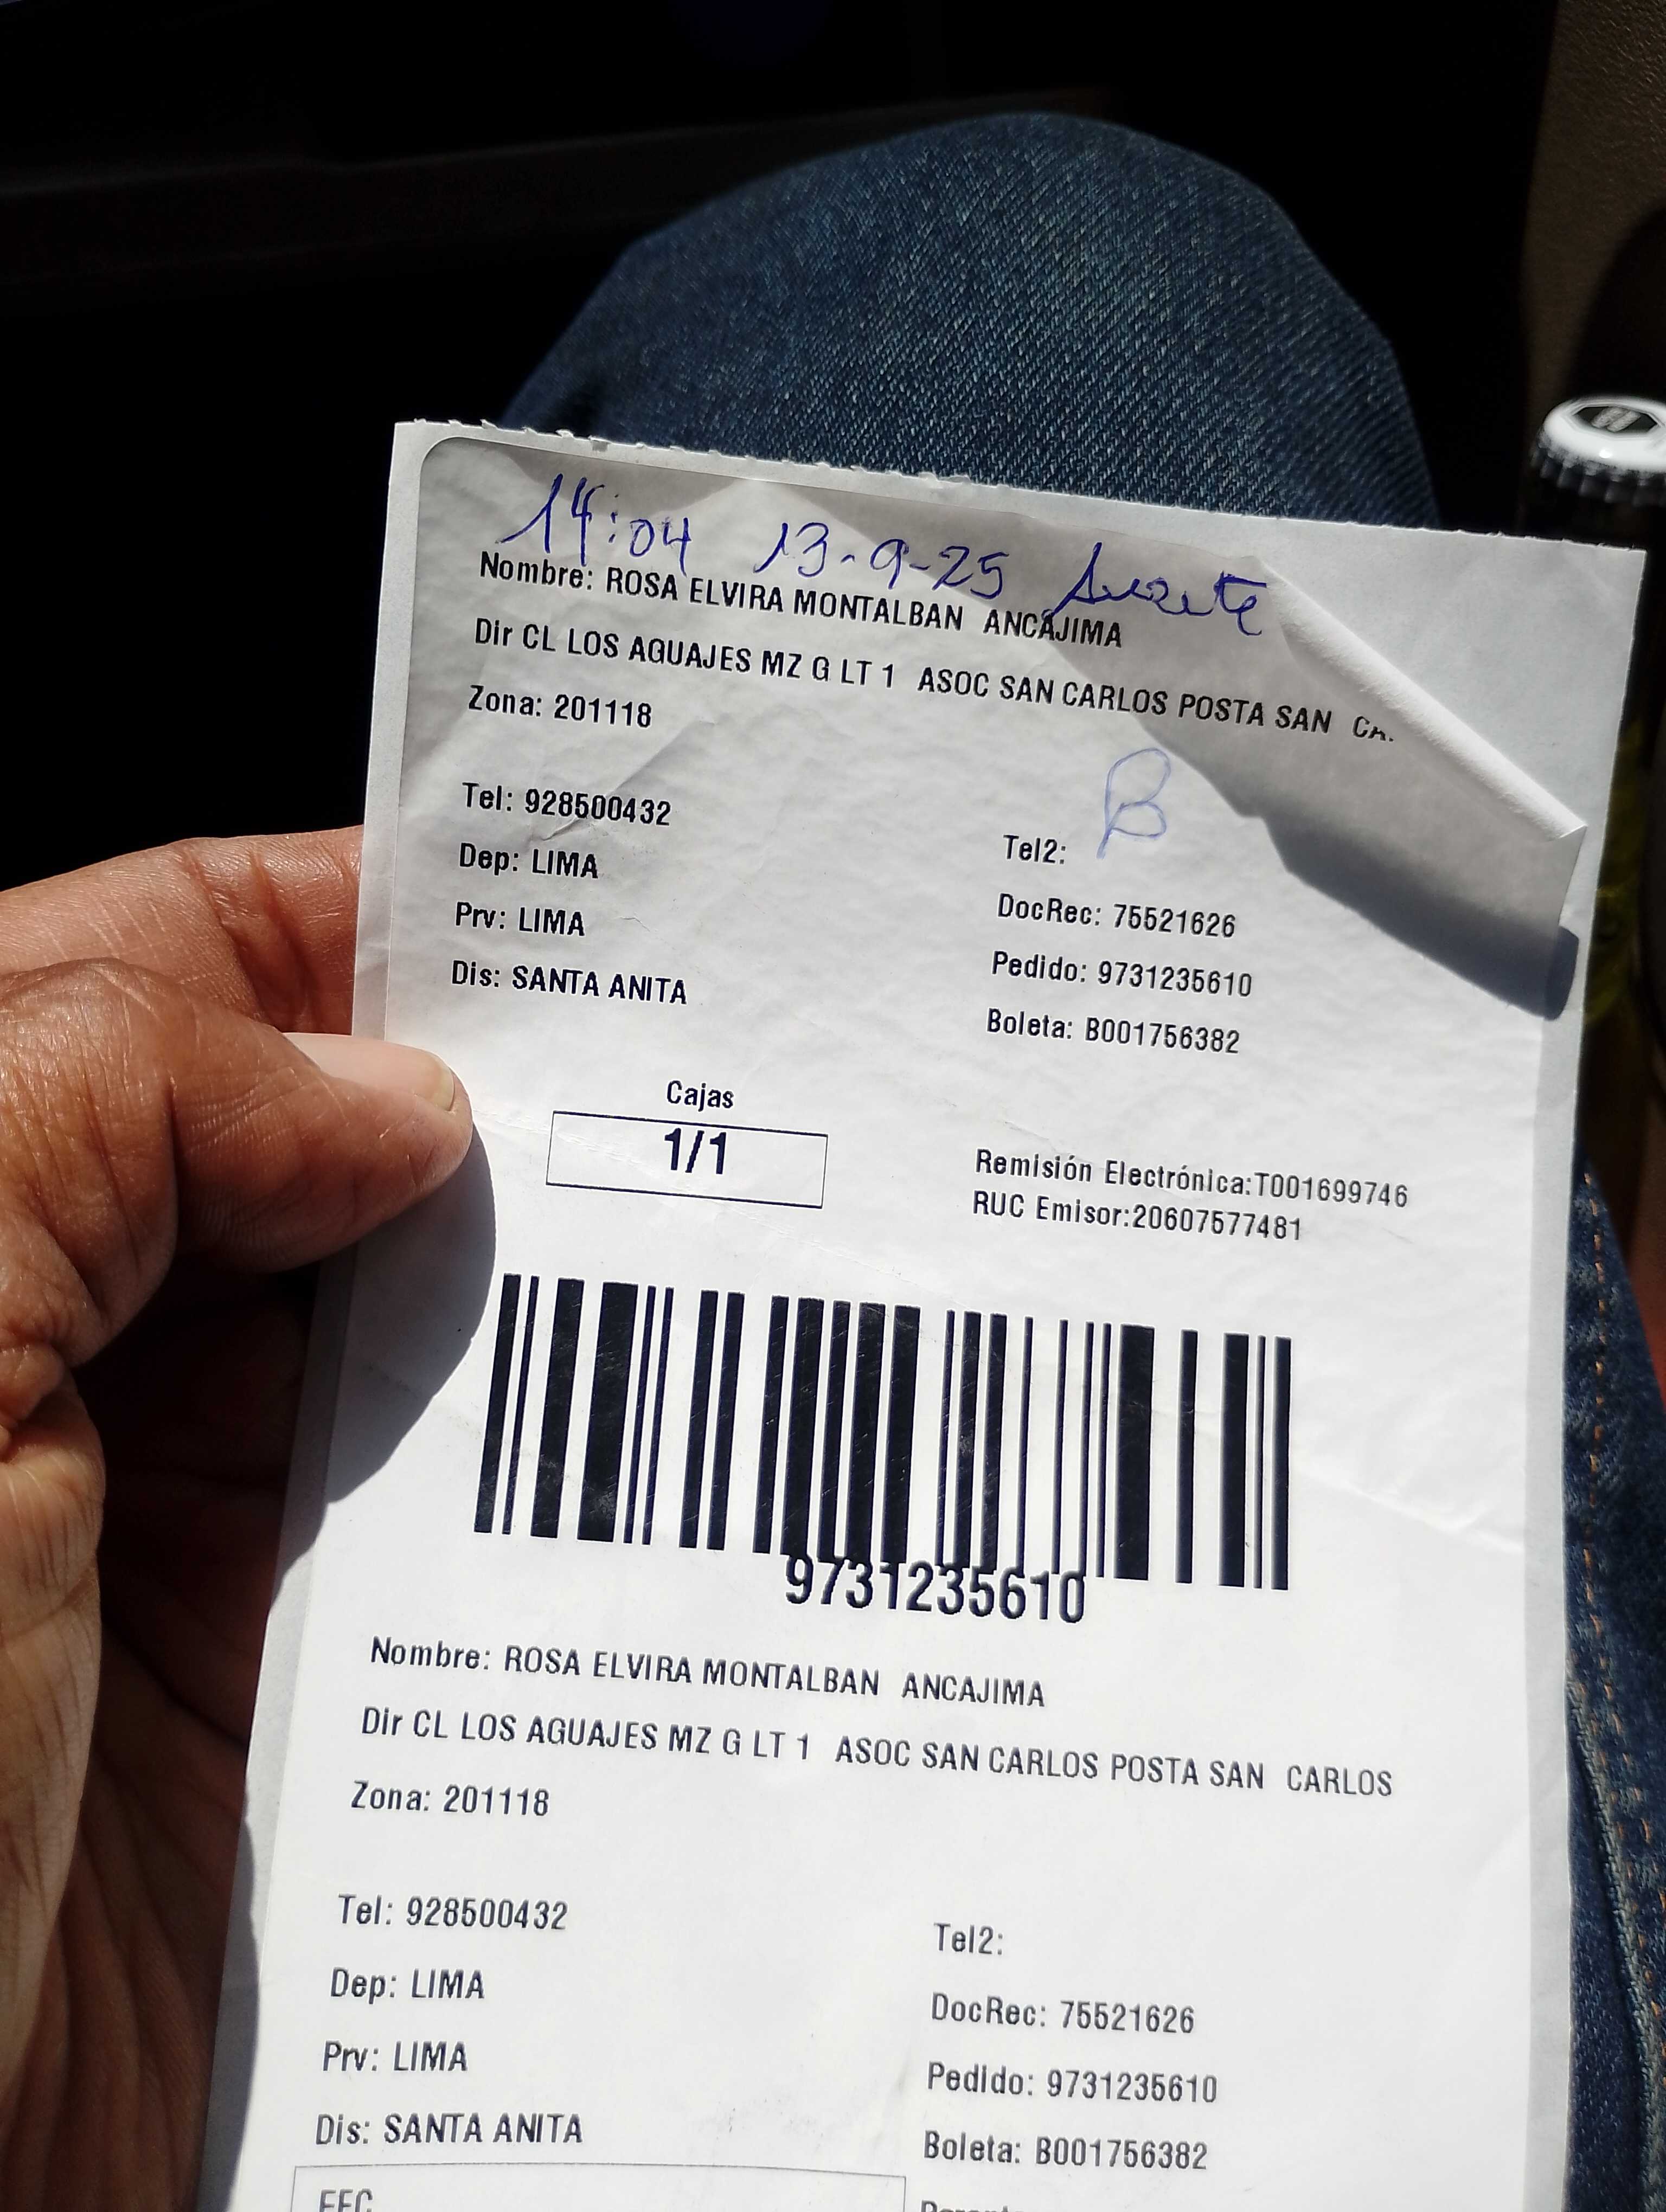 14:04 13-9-25
Nombre: ROSA ELVIRA MONTALBAN ANCAJIMA
Dir CL LOS AGUAJES MZ G LT 1 ASOC SAN CARLOS POSTA SAN
Zona: 201118
B
Tel: 928500432
Tel2:
Dep: LIMA
DocRec: 75521626
Prv: LIMA
Pedido: 9731235610
Dis: SANTA ANITA
Boleta: B001756382
Cajas
1/1
Remisión Electrónica:T001699746
RUC Emisor:20607577481
9731235610
Nombre: ROSA ELVIRA MONTALBAN ANCAJIMA
Dir CL LOS AGUAJES MZ G LT 1 ASOC SAN CARLOS POSTA SAN CARLOS
Zona: 201118
Tel: 928500432
Tel2:
Dep: LIMA
DocRec: 75521626
Prv: LIMA
Pedido: 9731235610
Dis: SANTA ANITA
Boleta: B001756382